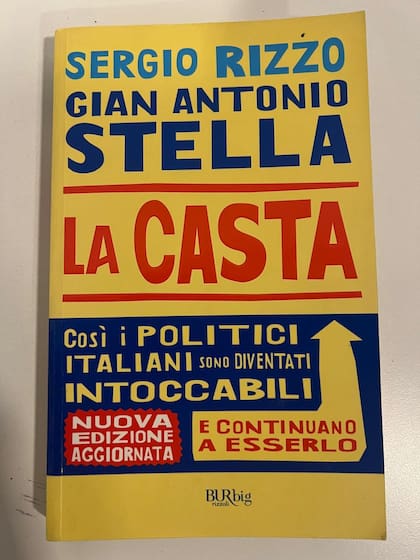 SERGIO RIZZO
GIAN ANTONIO
STELLA
LA CASTA
Così i POLITICI
ITALIANI SONO DIVENTATI
INTOCCABILI
NUOVA
EDIZIONE
AGGIORNATA
E CONTINUANO
A ESSERLO
BURbig
rizzoli